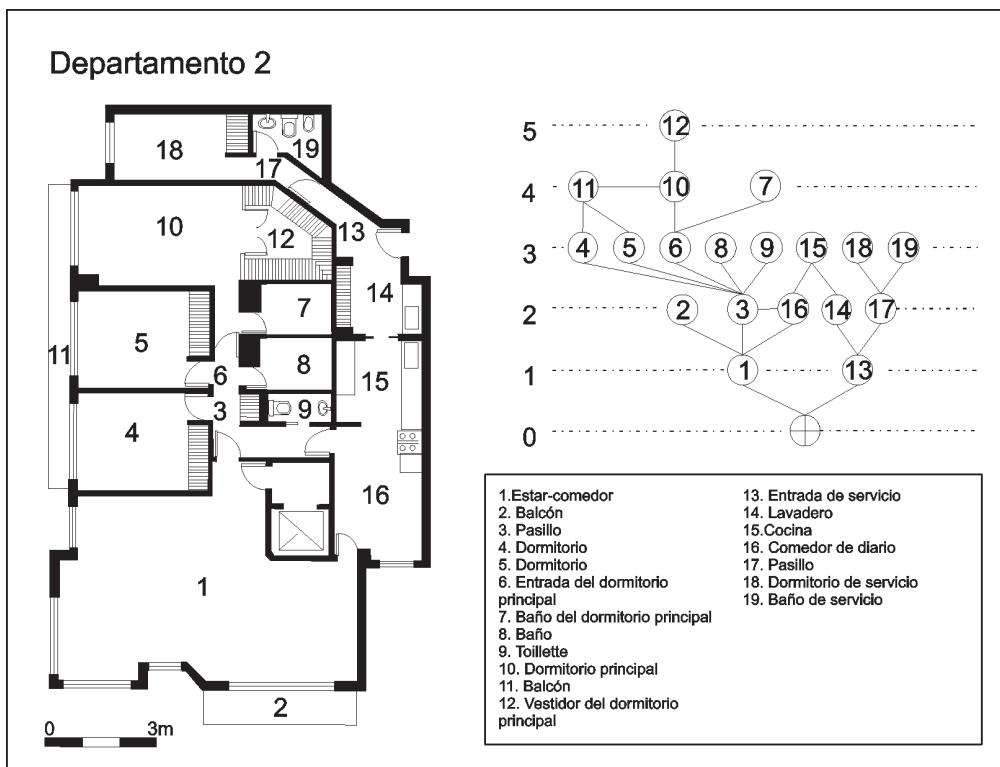 Departamento 2
18
19
17
10
13
12
14
7
5
11
8
15
6
3
9
4
16
1
2
0 3m
5 12
4 11 10 7
3 4 5 6 8 9 15 18 19
2 2 3 16 14 17
1 1 13
0
1.Estar-comedor
2. Balcón
3. Pasillo
4. Dormitorio
5. Dormitorio
6. Entrada del dormitorio
principal
7. Baño del dormitorio principal
8. Baño
9. Toillette
10. Dormitorio principal
11. Balcón
12. Vestidor del dormitorio
principal
13. Entrada de servicio
14. Lavadero
15.Cocina
16. Comedor de diario
17. Pasillo
18. Dormitorio de servicio
19. Baño de servicio